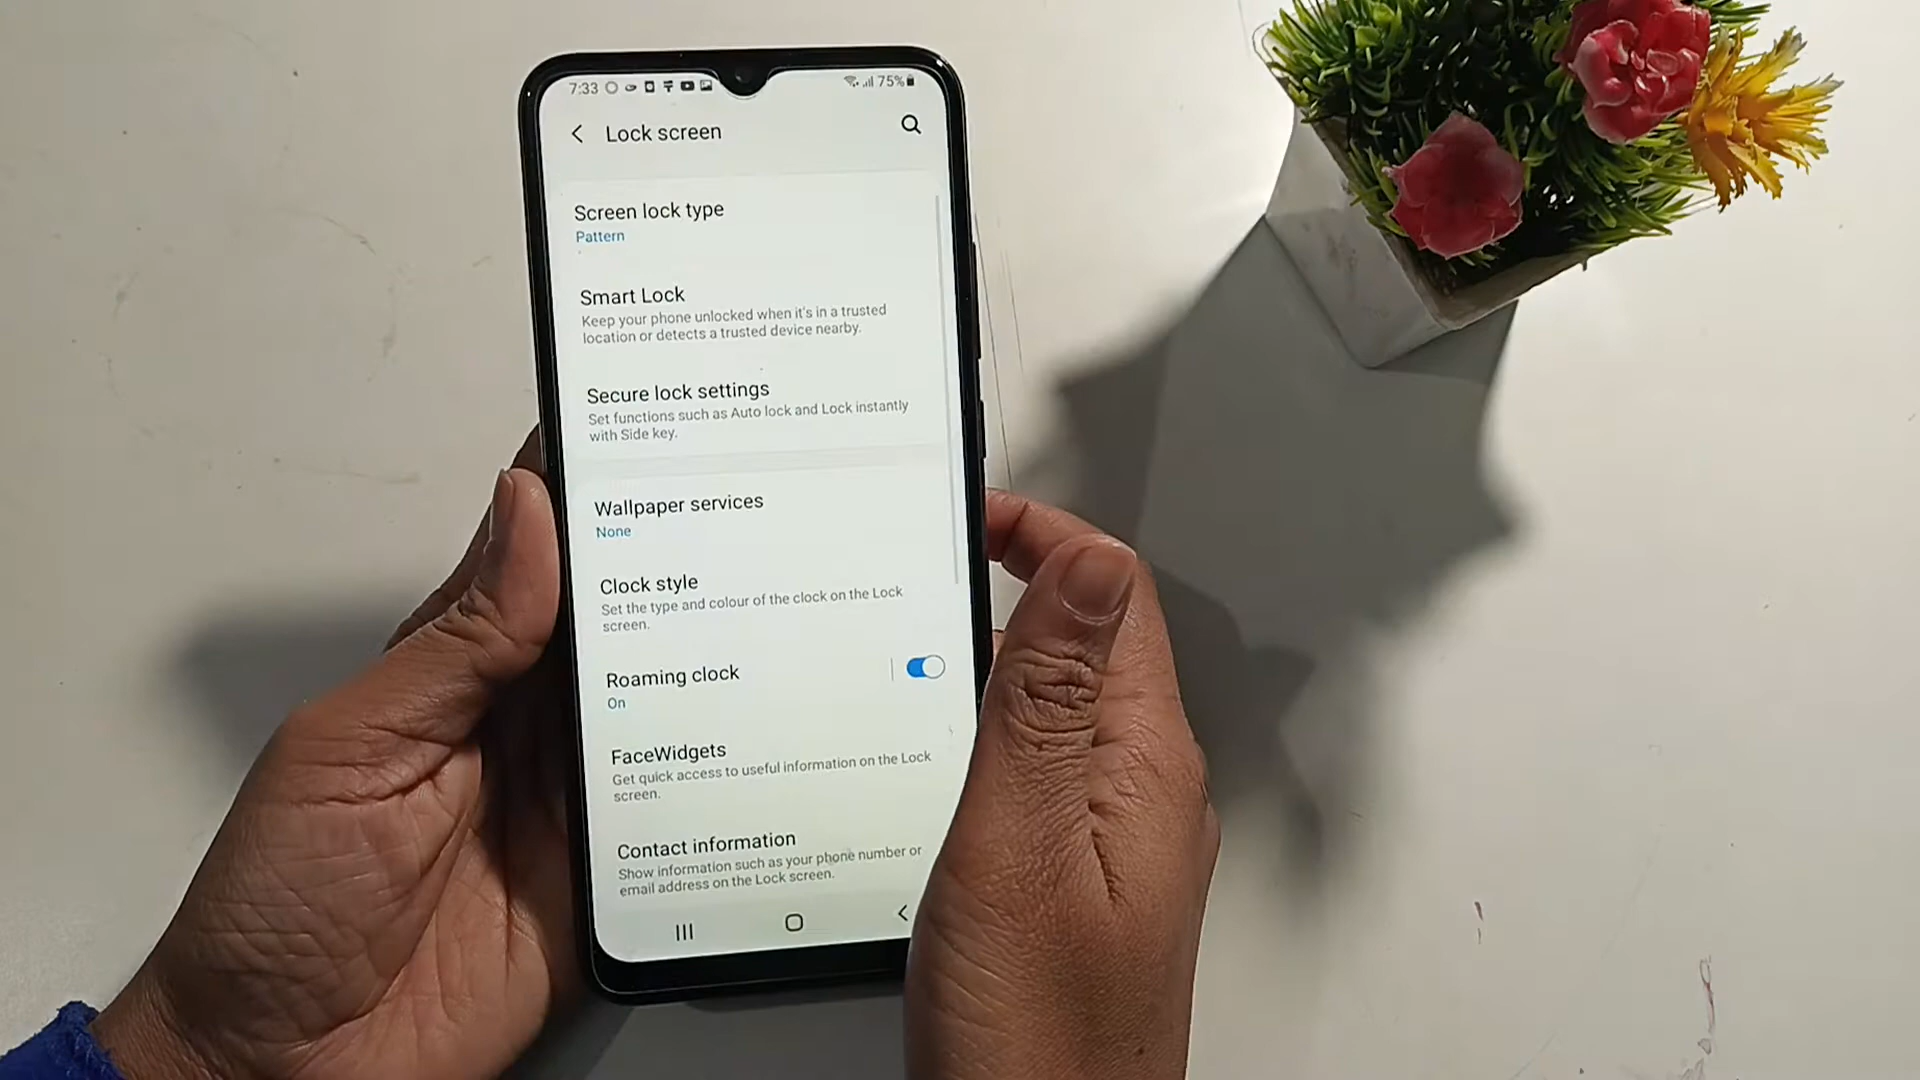 7:33 75%
Lock screen
Screen lock type
Pattern
Smart Lock
Keep your phone unlocked when it's in a trusted
location or detects a trusted device nearby.
Secure lock settings
Set functions such as Auto lock and Lock instantly
with Side key.
Wallpaper services
None
Clock style
Set the type and colour of the clock on the Lock
screen.
Roaming clock
On
FaceWidgets
Get quick access to useful information on the Lock
screen.
Contact information
Show information such as your phone number or
email address on the Lock screen.